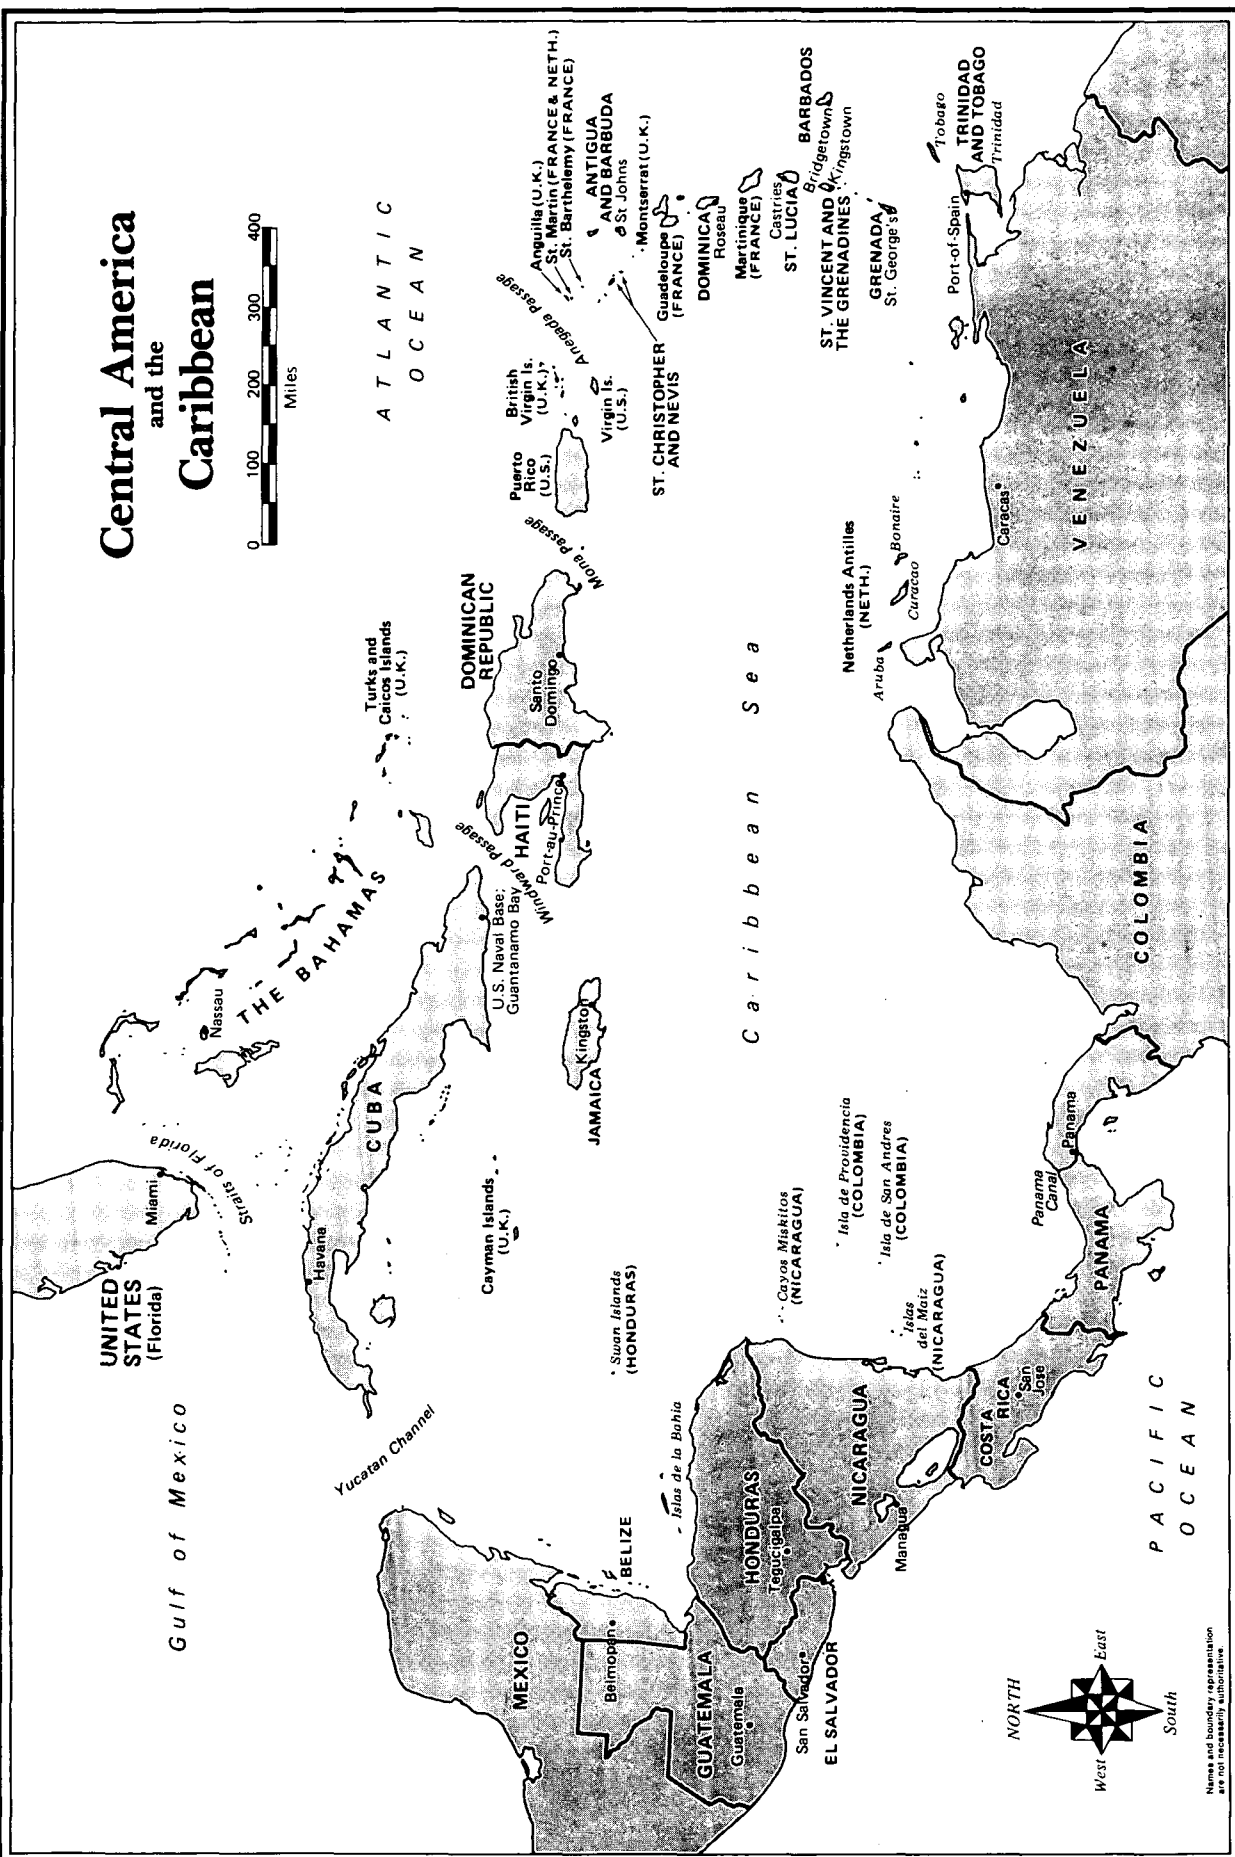 Central America
and the
Caribbean
0 100 200 300 400
Miles
ATLANTIC
OCEAN
Gulf of Mexico
UNITED
STATES
(Florida)
Miami
Straits of Florida
Nassau
THE BAHAMAS
Turks and
Caicos Islands
(U.K.)
Yucatan Channel
Havana
CUBA
U.S. Naval Base;
Guantanamo Bay
Windward Passage
Cayman Islands
(U.K.)
JAMAICA
Kingston
HAITI
Port-au-Prince
DOMINICAN
REPUBLIC
Santo
Domingo
Mona Passage
Puerto
Rico
(U.S.)
British
Virgin Is.
(U.K.)
Virgin Is.
(U.S.)
Anegada Passage
Anguilla (U.K.)
St. Martin (FRANCE & NETH.)
St. Barthelemy (FRANCE)
ANTIGUA
AND BARBUDA
St Johns
Montserrat (U.K.)
ST. CHRISTOPHER
AND NEVIS
Guadeloupe
(FRANCE)
DOMINICA
Roseau
Martinique
(FRANCE)
Castries
ST. LUCIA
BARBADOS
Bridgetown
Kingstown
ST. VINCENT AND
THE GRENADINES
GRENADA
St. George's
Tobago
TRINIDAD
AND TOBAGO
Trinidad
Port-of-Spain
Caribbean Sea
Netherlands Antilles
(NETH.)
Aruba
Curacao
Bonaire
Caracas
VENEZUELA
COLOMBIA
MEXICO
Belmopan
BELIZE
GUATEMALA
Guatemala
Islas de la Bahia
Swan Islands
(HONDURAS)
HONDURAS
Tegucigalpa
San Salvador
EL SALVADOR
Cayos Miskitos
(NICARAGUA)
Isla de Providencia
(COLOMBIA)
Isla de San Andres
(COLOMBIA)
Islas
del Maiz
(NICARAGUA)
NICARAGUA
Managua
COSTA
RICA
San
Jose
Panama
Canal
Panama
PANAMA
PACIFIC
OCEAN
NORTH
West
East
South
Names and boundary representation
are not necessarily authoritative.